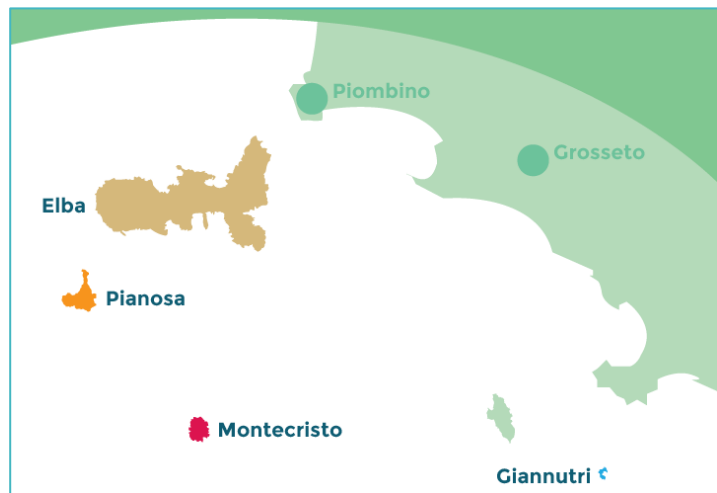 Piombino
Grosseto
Elba
Pianosa
Montecristo
Giannutri